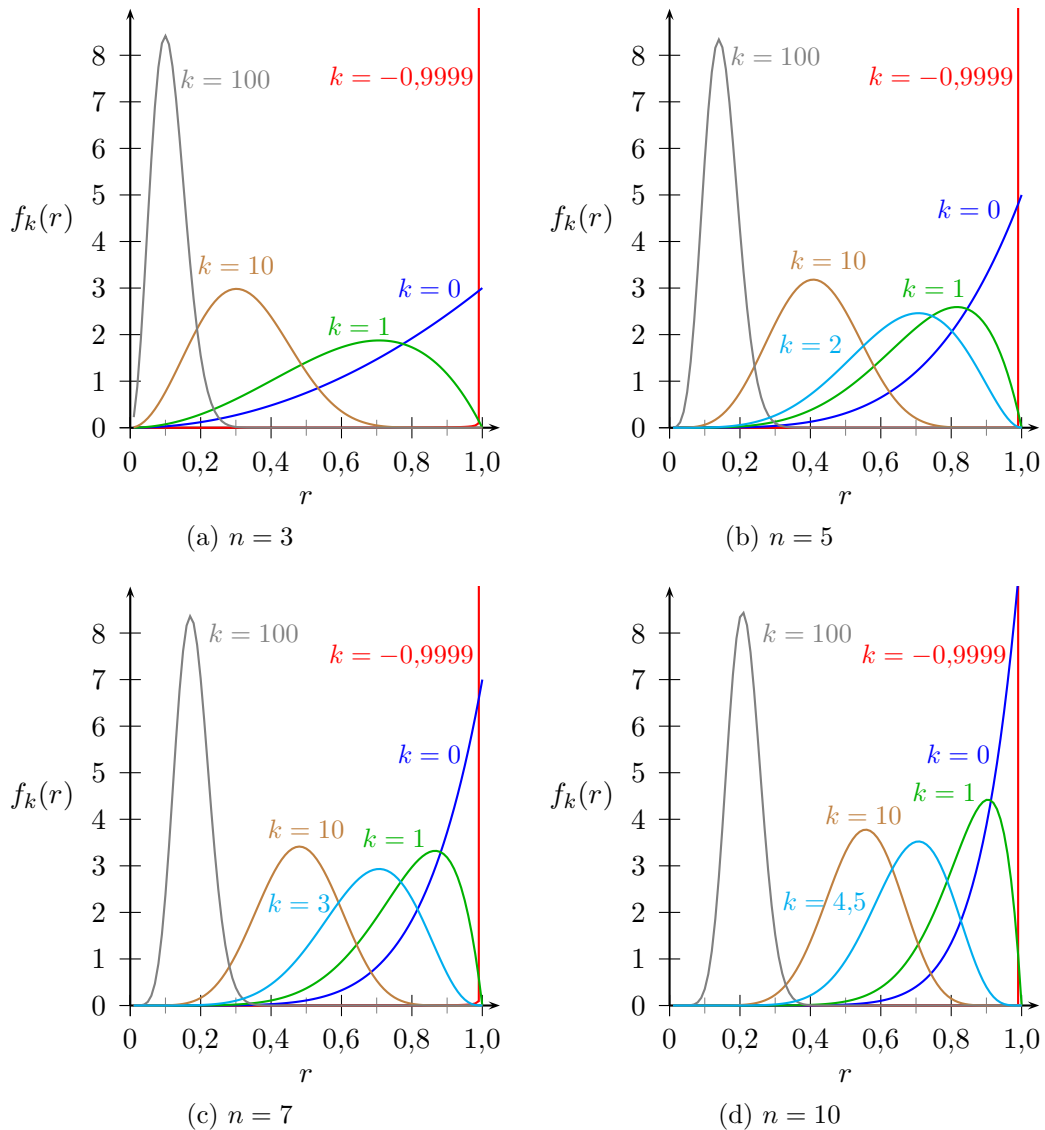 8
7
6
5
4
3
2
1
0
f_k(r)
k = 100
k = −0,9999
k = 10
k = 0
k = 1
0 0,2 0,4 0,6 0,8 1,0
r
(a) n = 3
8
7
6
5
4
3
2
1
0
f_k(r)
k = 100
k = −0,9999
k = 0
k = 10
k = 1
k = 2
0 0,2 0,4 0,6 0,8 1,0
r
(b) n = 5
8
7
6
5
4
3
2
1
0
f_k(r)
k = 100
k = −0,9999
k = 0
k = 10
k = 1
k = 3
0 0,2 0,4 0,6 0,8 1,0
r
(c) n = 7
8
7
6
5
4
3
2
1
0
f_k(r)
k = 100
k = −0,9999
k = 0
k = 1
k = 10
k = 4,5
0 0,2 0,4 0,6 0,8 1,0
r
(d) n = 10